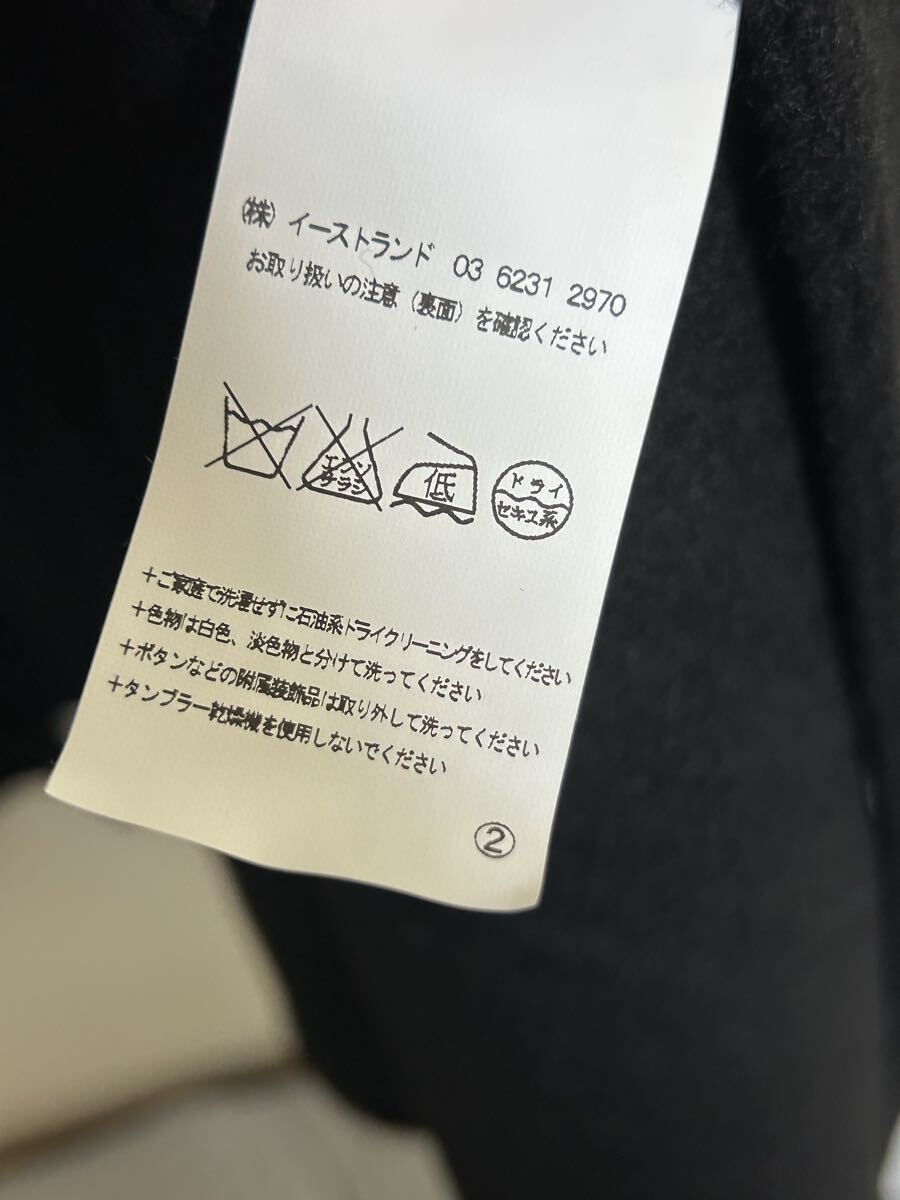 (株) イーストランド 03 6231 2970
お取り扱いの注意 (裏面) を確認ください
エンソ
サラシ
低
ドライ
セキユ系
+ご家庭で洗濯せずに石油系ドライクリーニングをしてください
+色物は白色、淡色物と分けて洗ってください
+ボタンなどの附属装飾品は取り外して洗ってください
+タンブラー乾燥機を使用しないでください
②